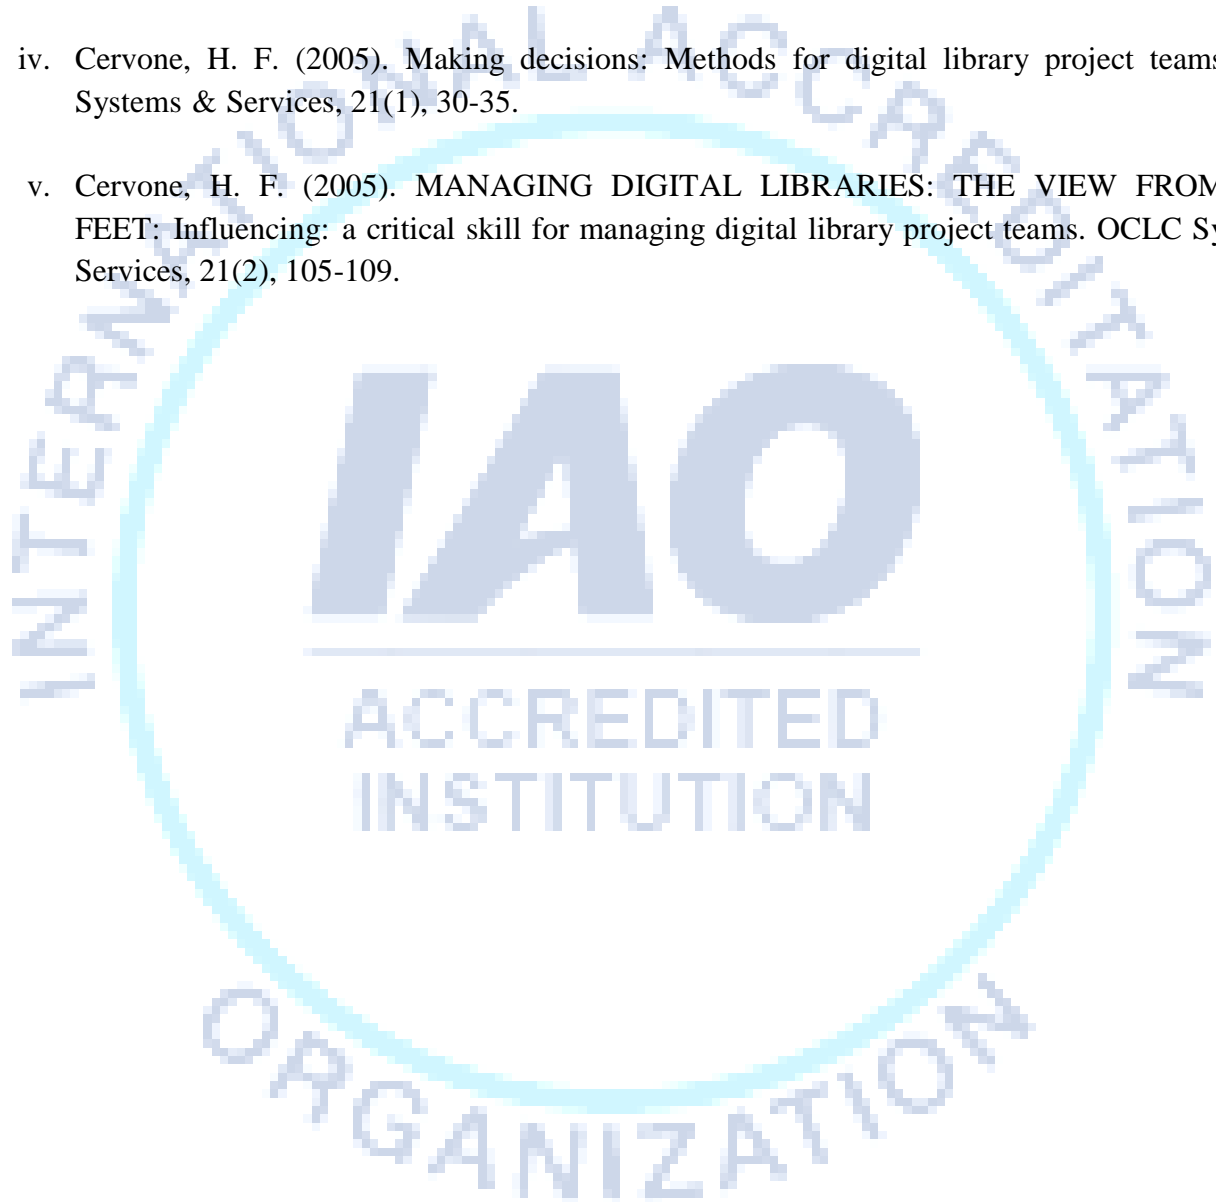 iv. Cervone, H. F. (2005). Making decisions: Methods for digital library project teams
Systems & Services, 21(1), 30-35.
v. Cervone, H. F. (2005). MANAGING DIGITAL LIBRARIES: THE VIEW FROM
FEET: Influencing: a critical skill for managing digital library project teams. OCLC Sy
Services, 21(2), 105-109.
INTERNATIONAL ACCREDITATION
IAO
ACCREDITED
INSTITUTION
ORGANIZATION